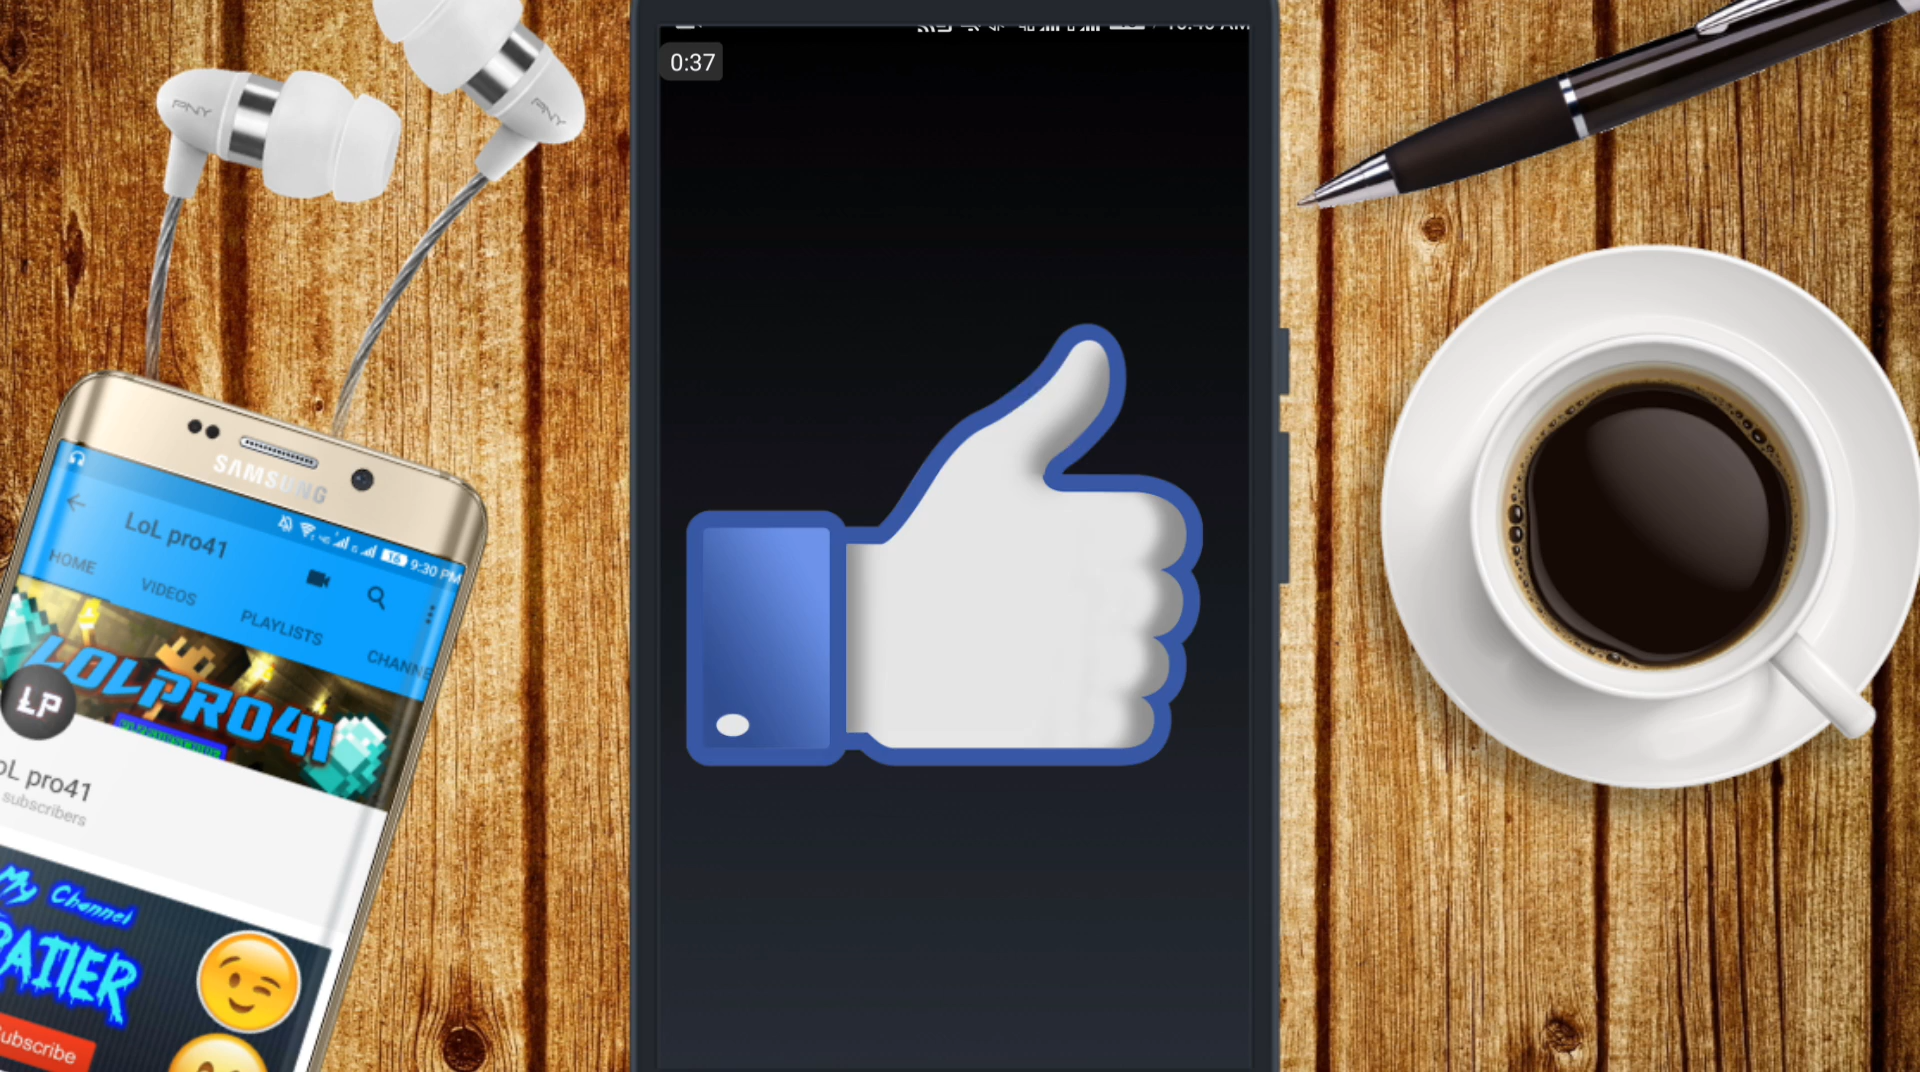 0:37
PNY
PNY
SAMSUNG
16 9:30 PM
LoL pro41
HOME
VIDEOS
PLAYLISTS
CHANNE
LOLPRO41
LP
oL pro41
subscribers
My Channel
ubscribe